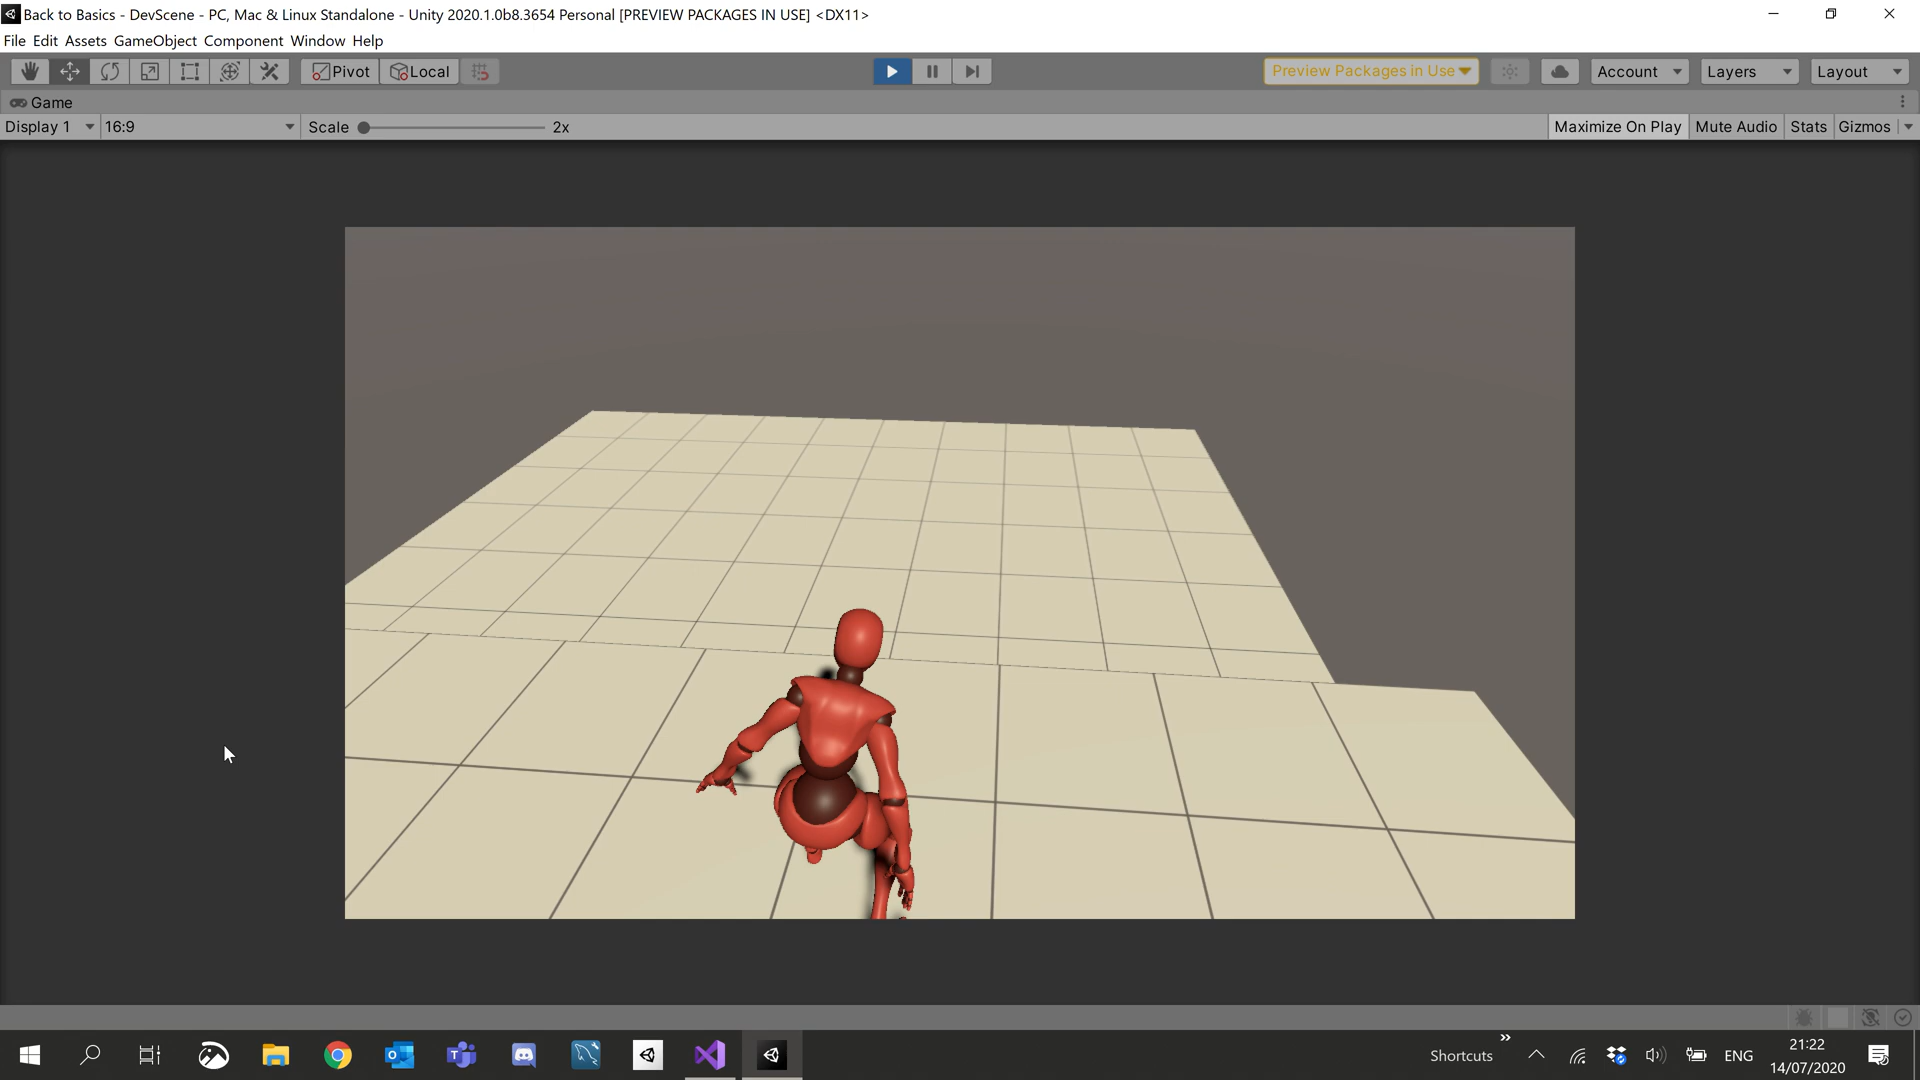 Back to Basics - DevScene - PC, Mac & Linux Standalone - Unity 2020.1.0b8.3654 Personal [PREVIEW PACKAGES IN USE] <DX11>
File Edit Assets GameObject Component Window Help
Pivot Local Preview Packages in Use Account Layers Layout
Game
Display 1 16:9 Scale 2x Maximize On Play Mute Audio Stats Gizmos
Shortcuts ENG 21:22
14/07/2020